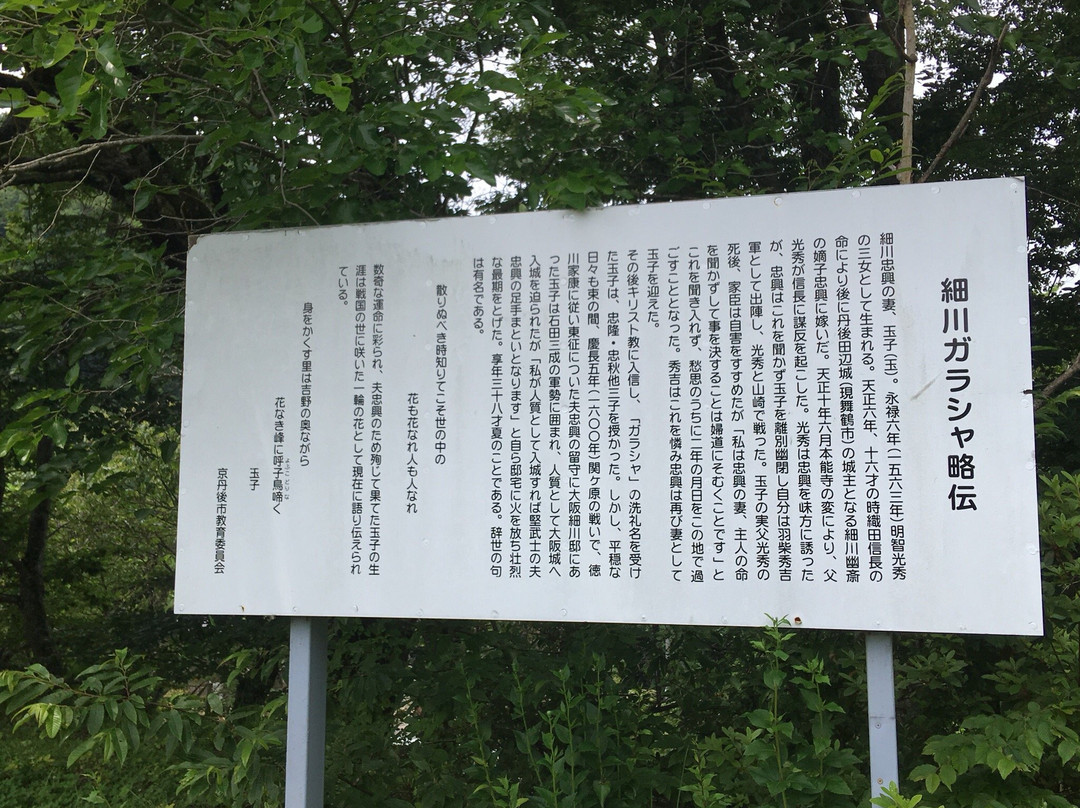 細川ガラシャ略伝
細川忠興の妻、玉子(玉)。永禄六年(一五六三年)明智光秀
の三女として生まれる。天正六年、十六才の時織田信長の
命により後に丹後田辺城(現舞鶴市)の城主となる細川幽斎
の嫡子忠興に嫁いだ。天正十年六月本能寺の変により、父
光秀が信長に謀反を起こした。光秀は忠興を味方に誘った
が、忠興はこれを聞かず玉子を離別幽閉し自分は羽柴秀吉
軍として出陣し、光秀と山崎で戦った。玉子の実父光秀の
死後、家臣は自害をすすめたが「私は忠興の妻、主人の命
を聞かずして事を決することは婦道にそむくことです」と
これを聞き入れず、愁思のうちに二年の月日をこの地で過
ごすこととなった。秀吉はこれを憐み忠興は再び妻として
玉子を迎えた。
その後キリスト教に入信し、「ガラシャ」の洗礼名を受け
た玉子は、忠隆・忠秋他三子を授かった。しかし、平穏な
日々も束の間、慶長五年(一六〇〇年)関ヶ原の戦いで、徳
川家康に従い東征についた夫忠興の留守に大阪細川邸にあ
った玉子は石田三成の軍勢に囲まれ、人質として大阪城へ
入城を迫られたが「私が人質として入城すれば堅武士の夫
忠興の足手まといとなります」と自ら邸宅に火を放ち壮烈
な最期をとげた。享年三十八才夏のことである。辞世の句
は有名である。
散りぬべき時知りてこそ世の中の
花も花なれ人も人なれ
数奇な運命に彩られ、夫忠興のため殉じて果てた玉子の生
涯は戦国の世に咲いた一輪の花として現在に語り伝えられ
ている。
身をかくす里は吉野の奥ながら
花なき峰に呼子鳥啼く
よぶこどりな
玉子
京丹後市教育委員会